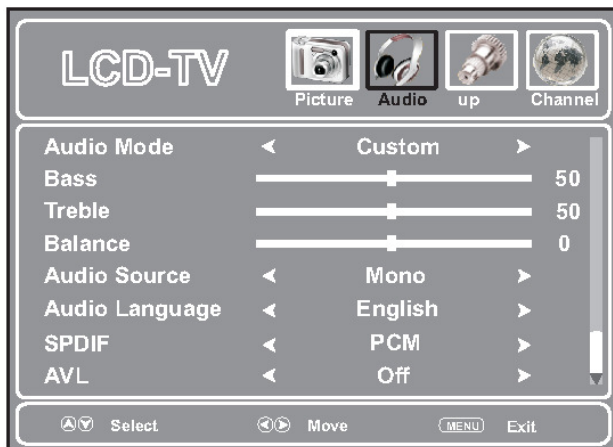 LCD-TV
Picture Audio up Channel
Audio Mode Custom
Bass 50
Treble 50
Balance 0
Audio Source Mono
Audio Language English
SPDIF PCM
AVL Off
Select Move MENU Exit